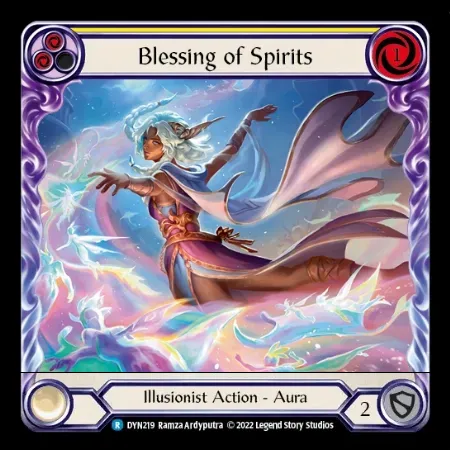 Blessing of Spirits
1
Illusionist Action - Aura
2
R DYN219 Ramza Ardyputra © 2022 Legend Story Studios